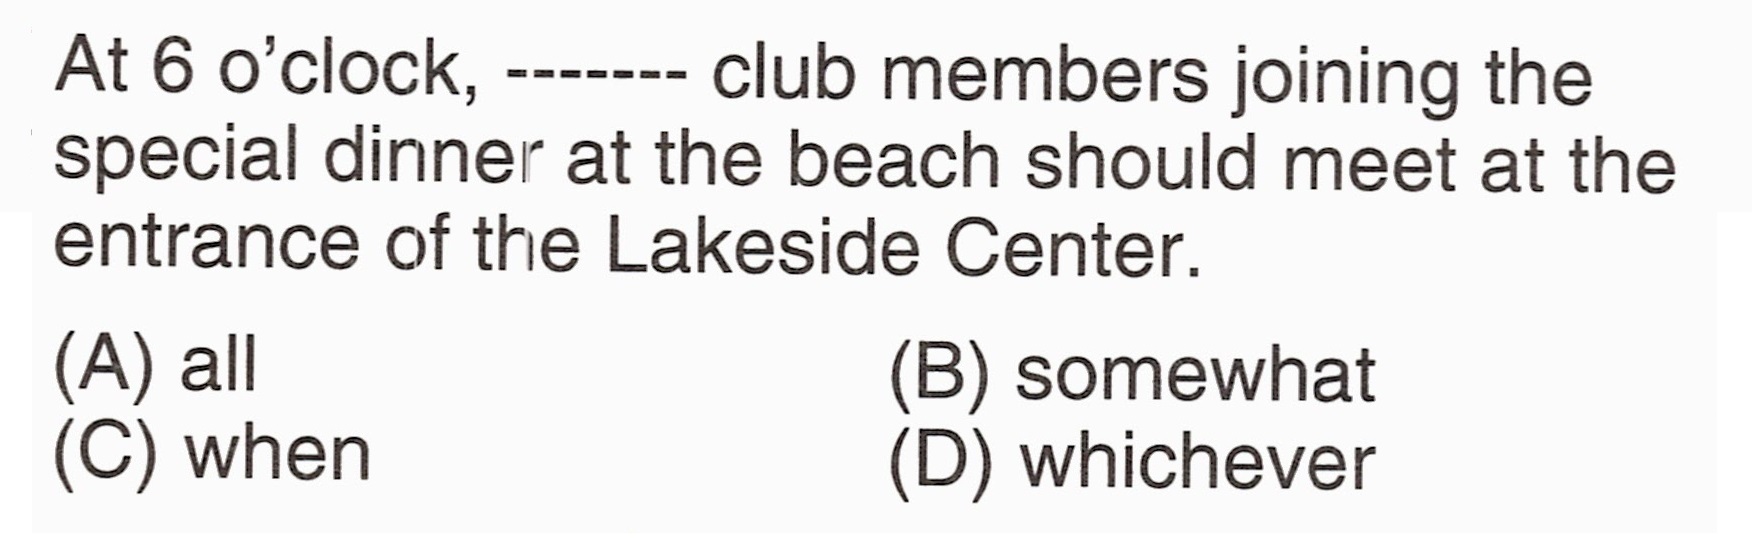 At 6 o'clock, ------- club members joining the
special dinner at the beach should meet at the
entrance of the Lakeside Center.
(A) all
(B) somewhat
(C) when
(D) whichever